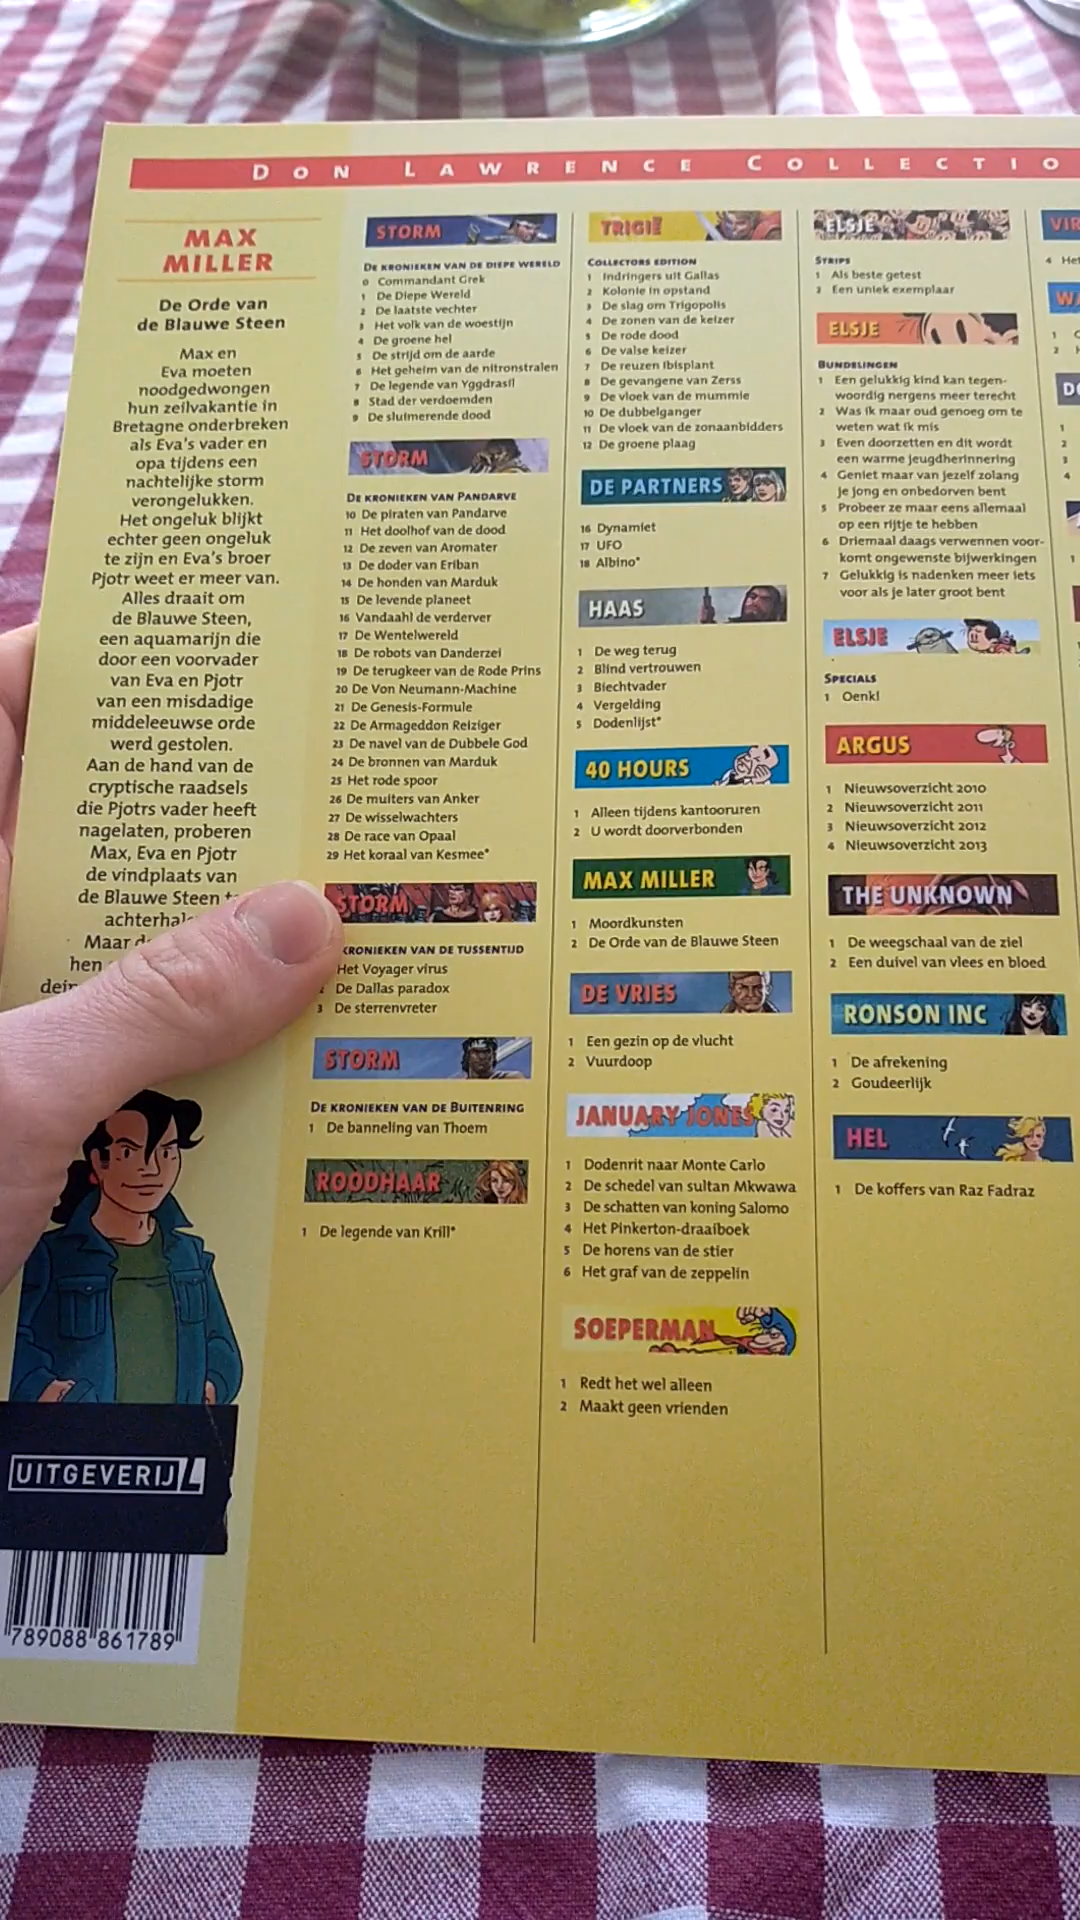 DON LAWRENCE COLLECTIO
MAX
MILLER
De Orde van
de Blauwe Steen
Max en
Eva moeten
noodgedwongen
hun zeilvakantie in
Bretagne onderbreken
als Eva's vader en
opa tijdens een
nachtelijke storm
verongelukken.
Het ongeluk blijkt
echter geen ongeluk
te zijn en Eva's broer
Pjotr weet er meer van.
Alles draait om
de Blauwe Steen,
een aquamarijn die
door een voorvader
van Eva en Pjotr
van een misdadige
middeleeuwse orde
werd gestolen.
Aan de hand van de
cryptische raadsels
die Pjotrs vader heeft
nagelaten, proberen
Max, Eva en Pjotr
de vindplaats van
de Blauwe Steen
Maar
hen
UITGEVERIJ L
789088 861789
STORM
DE KRONIEKEN VAN DE DIEPE WERELD
0 Commandant Grek
1 De Diepe Wereld
2 De laatste vechter
3 Het volk van de woestijn
4 De groene hel
5 De strijd om de aarde
6 Het geheim van de nitronstralen
7 De legende van Yggdrasil
8 Stad der verdoemden
9 De sluimerende dood
STORM
DE KRONIEKEN VAN PANDARVE
10 De piraten van Pandarve
11 Het doolhof van de dood
12 De zeven van Aromater
13 De doder van Eriban
14 De honden van Marduk
15 De levende planeet
16 Vandaahl de verderver
17 De Wentelwereld
18 De robots van Danderzei
19 De terugkeer van de Rode Prins
20 De Von Neumann-Machine
21 De Genesis-Formule
22 De Armageddon Reiziger
23 De navel van de Dubbele God
24 De bronnen van Marduk
25 Het rode spoor
26 De muiters van Anker
27 De wisselwachters
28 De race van Opaal
29 Het koraal van Kesmee*
STORM
KRONIEKEN VAN DE TUSSENTIJD
Het Voyager virus
De Dallas paradox
3 De sterrenvreter
STORM
DE KRONIEKEN VAN DE BUITENRING
1 De banneling van Thoem
ROODHAAR
1 De legende van Krill*
TRIGIË
COLLECTORS EDITION
1 Indringers uit Gallas
2 Kolonie in opstand
3 De slag om Trigopolis
4 De zonen van de keizer
5 De rode dood
6 De valse keizer
7 De reuzen Ibisplant
8 De gevangene van Zerss
9 De vloek van de mummie
10 De dubbelganger
11 De vloek van de zonaanbidders
12 De groene plaag
DE PARTNERS
16 Dynamiet
17 UFO
18 Albino*
HAAS
1 De weg terug
2 Blind vertrouwen
3 Biechtvader
4 Vergelding
5 Dodenlijst*
40 HOURS
1 Alleen tijdens kantooruren
2 U wordt doorverbonden
MAX MILLER
1 Moordkunsten
2 De Orde van de Blauwe Steen
DE VRIES
1 Een gezin op de vlucht
2 Vuurdoop
JANUARY JONES
1 Dodenrit naar Monte Carlo
2 De schedel van sultan Mkwawa
3 De schatten van koning Salomo
4 Het Pinkerton-draaiboek
5 De horens van de stier
6 Het graf van de zeppelin
SOEPERMAN
1 Redt het wel alleen
2 Maakt geen vrienden
ELSJE
STRIPS
1 Als beste getest
2 Een uniek exemplaar
ELSJE
BUNDELINGEN
1 Een gelukkig kind kan tegen-
woordig nergens meer terecht
2 Was ik maar oud genoeg om te
weten wat ik mis
3 Even doorzetten en dit wordt
een warme jeugdherinnering
4 Geniet maar van jezelf zolang
je jong en onbedorven bent
5 Probeer ze maar eens allemaal
op een rijtje te hebben
6 Driemaal daags verwennen voor-
komt ongewenste bijwerkingen
7 Gelukkig is nadenken meer iets
voor als je later groot bent
ELSJE
SPECIALS
1 Oenki
ARGUS
1 Nieuwsoverzicht 2010
2 Nieuwsoverzicht 2011
3 Nieuwsoverzicht 2012
4 Nieuwsoverzicht 2013
THE UNKNOWN
1 De weegschaal van de ziel
2 Een duivel van vlees en bloed
RONSON INC
1 De afrekening
2 Goudeerlijk
HEL
1 De koffers van Raz Fadraz
VIR
4 Het
1
2
1
2
3
4
1